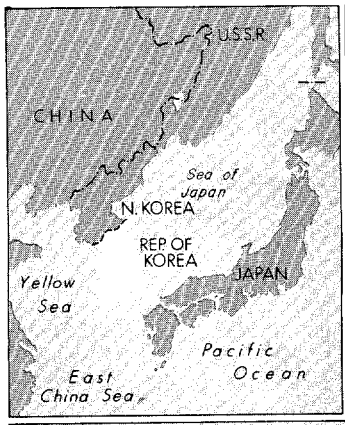 U.S.S.R.
CHINA
Sea of
Japan
N. KOREA
REP. OF
KOREA
JAPAN
Yellow
Sea
Pacific
Ocean
East
China Sea